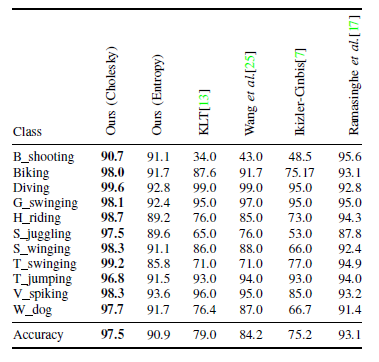 Class Ours (Cholesky) Ours (Entropy) KLT[13] Wang et al.[25] Ikizler-Cinbis[7] Ramasinghe et al.[17]
B_shooting 90.7 91.1 34.0 43.0 48.5 95.6
Biking 98.0 91.7 87.6 91.7 75.17 93.1
Diving 99.6 92.8 99.0 99.0 95.0 92.8
G_swinging 98.1 92.4 95.0 97.0 95.0 95.0
H_riding 98.7 89.2 76.0 85.0 73.0 94.3
S_juggling 97.5 89.6 65.0 76.0 53.0 87.8
S_winging 98.3 91.1 86.0 88.0 66.0 92.4
T_swinging 99.2 85.8 71.0 71.0 77.0 94.9
T_jumping 96.8 91.5 93.0 94.0 93.0 94.0
V_spiking 98.3 93.6 96.0 95.0 85.0 93.2
W_dog 97.7 91.7 76.4 87.0 66.7 91.4
Accuracy 97.5 90.9 79.0 84.2 75.2 93.1